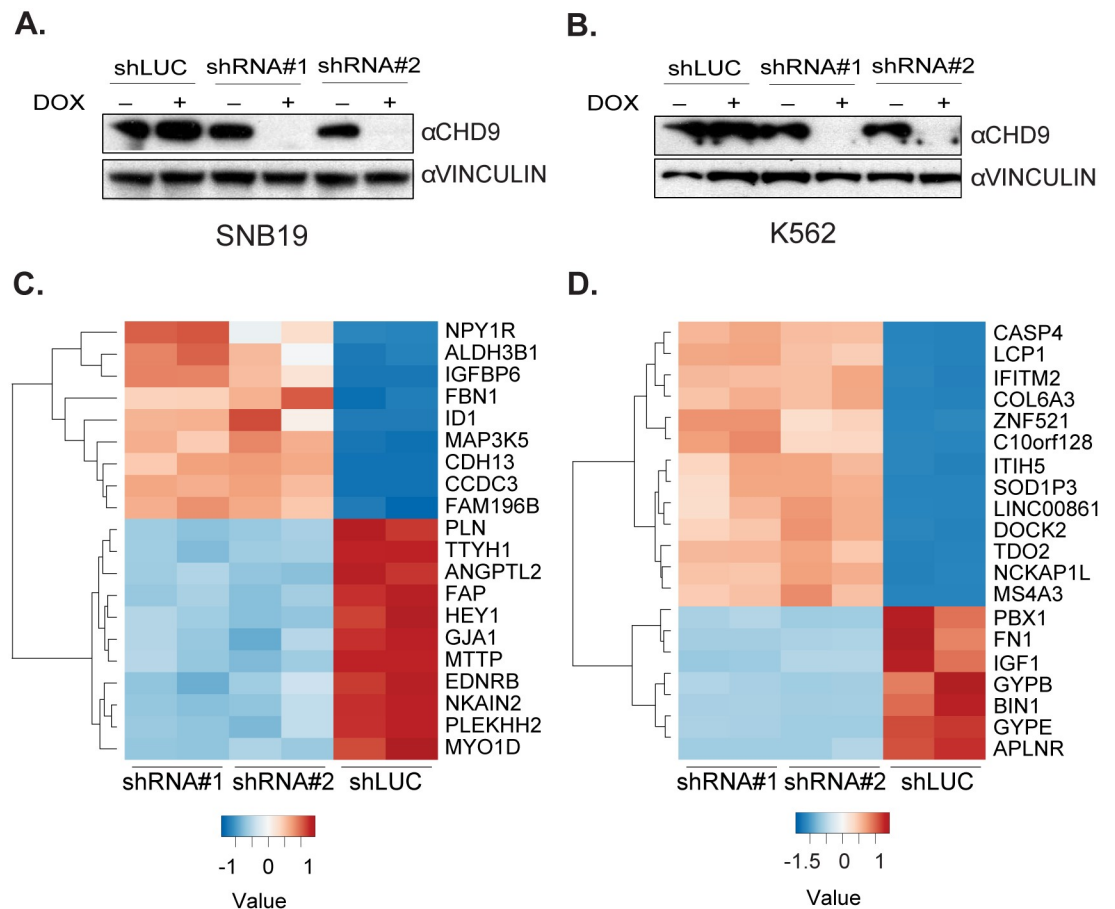 A.
shLUC shRNA#1 shRNA#2
DOX – + – + – +
αCHD9
αVINCULIN
SNB19
B.
shLUC shRNA#1 shRNA#2
DOX – + – + – +
αCHD9
αVINCULIN
K562
C.
NPY1R
ALDH3B1
IGFBP6
FBN1
ID1
MAP3K5
CDH13
CCDC3
FAM196B
PLN
TTYH1
ANGPTL2
FAP
HEY1
GJA1
MTTP
EDNRB
NKAIN2
PLEKHH2
MYO1D
shRNA#1 shRNA#2 shLUC
-1 0 1
Value
D.
CASP4
LCP1
IFITM2
COL6A3
ZNF521
C10orf128
ITIH5
SOD1P3
LINC00861
DOCK2
TDO2
NCKAP1L
MS4A3
PBX1
FN1
IGF1
GYPB
BIN1
GYPE
APLNR
shRNA#1 shRNA#2 shLUC
-1.5 0 1
Value